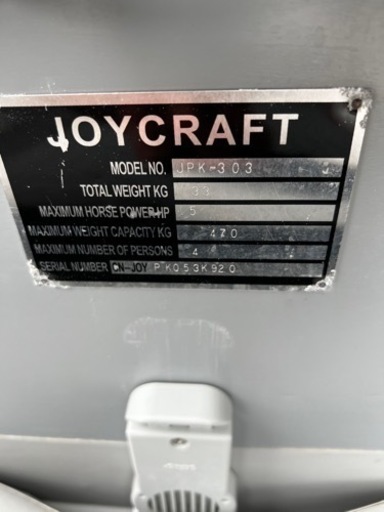 JOYCRAFT
MODEL NO. JPK-303
TOTAL WEIGHT KG 33
MAXIMUM HORSE POWER-HP 5
MAXIMUM WEIGHT CAPACITY KG 470
MAXIMUM NUMBER OF PERSONS 4
SERIAL NUMBER CN-JOY PK053K920